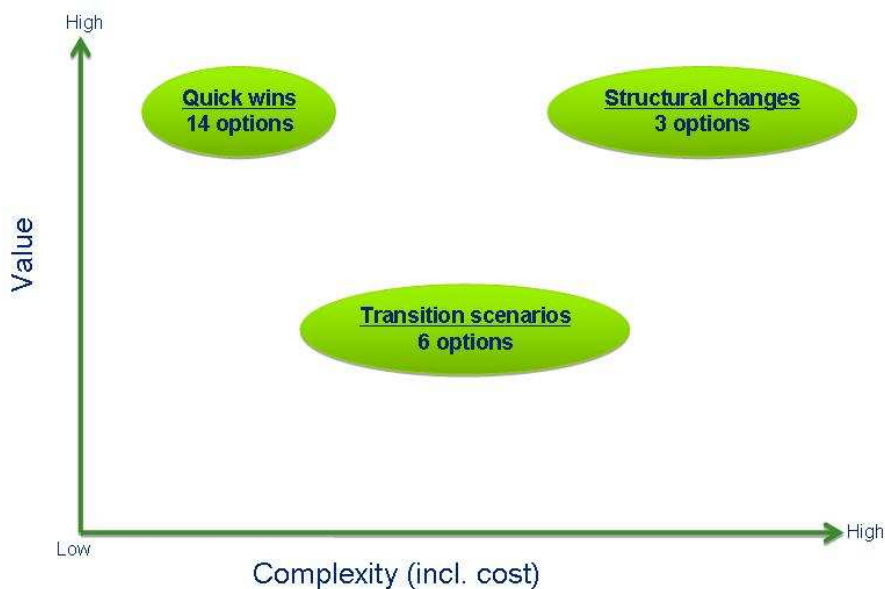 High
Quick wins
14 options
Structural changes
3 options
Value
Transition scenarios
6 options
Low
High
Complexity (incl. cost)